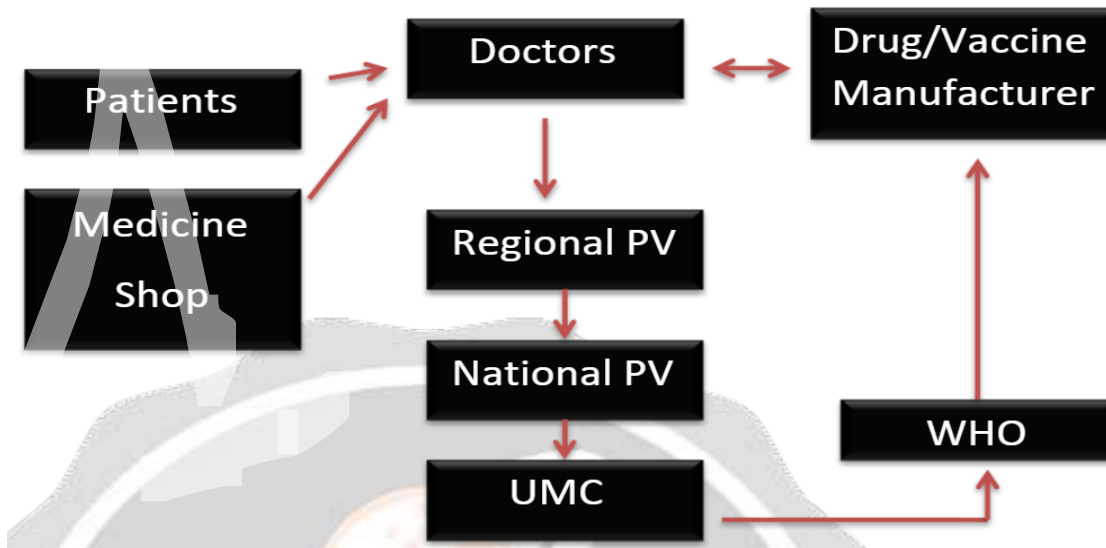 Patients
Medicine
Shop
Doctors
Drug/Vaccine
Manufacturer
Regional PV
National PV
UMC
WHO